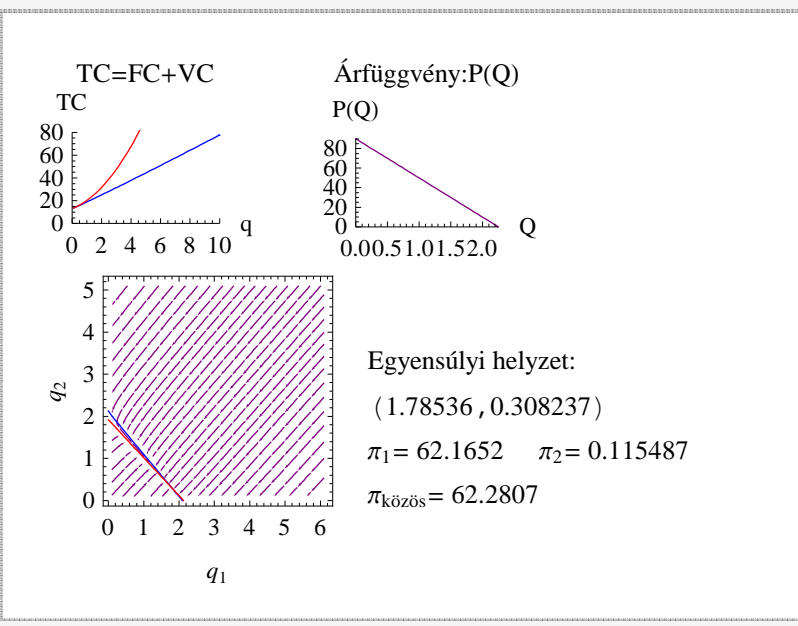 TC=FC+VC
TC
80
60
40
20
0
0 2 4 6 8 10
q
Árfüggvény:P(Q)
P(Q)
80
60
40
20
0
0.00.51.01.52.0
Q
5
4
3
2
1
0
q2
0 1 2 3 4 5 6
q1
Egyensúlyi helyzet:
(1.78536,0.308237)
π1= 62.1652 π2= 0.115487
πközös= 62.2807